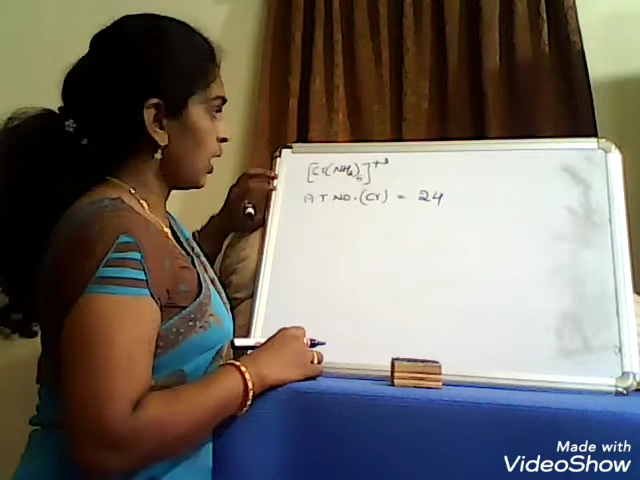 [Cr(NH₃)₆]⁺³
AT NO.(Cr) = 24
Made with
VideoShow